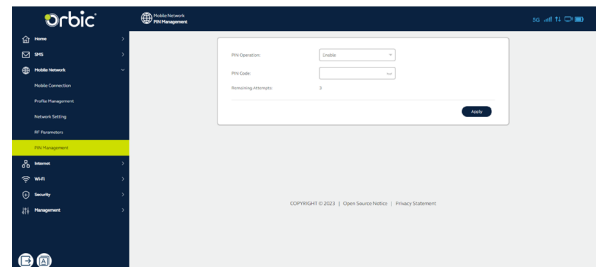 Orbic
Mobile Network
PIN Management
5G
Home
SMS
Mobile Network
Mobile Connection
Profile Management
Network Setting
RF Parameters
PIN Management
Internet
Wi-Fi
Security
Management
PIN Operation:
Enable
PIN Code:
Remaining attempts:
3
Apply
COPYRIGHT © 2023 | Open Source Notice | Privacy Statement